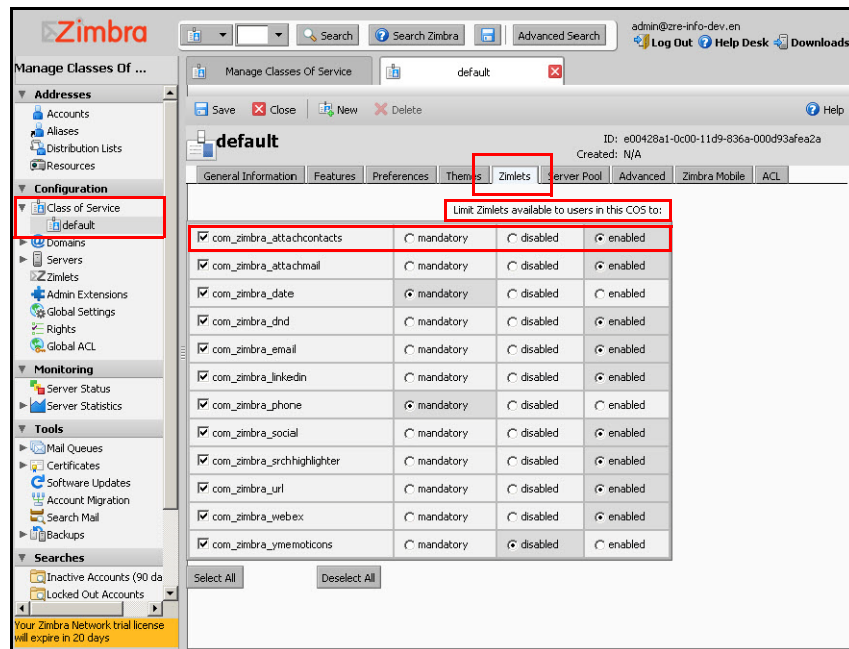 Zimbra
Search
Search Zimbra
Advanced Search
admin@zre-info-dev.en
Log Out Help Desk Downloads
Manage Classes Of ...
Manage Classes Of Service
default
Addresses
Accounts
Aliases
Distribution Lists
Resources
Configuration
Class of Service
default
Domains
Servers
Zimlets
Admin Extensions
Global Settings
Rights
Global ACL
Monitoring
Server Status
Server Statistics
Tools
Mail Queues
Certificates
Software Updates
Account Migration
Search Mail
Backups
Searches
Inactive Accounts (90 da
Locked Out Accounts
Your Zimbra Network trial license
will expire in 20 days
Save Close New Delete Help
default
ID: e00428a1-0c00-11d9-836a-000d93afea2a
Created: N/A
General Information Features Preferences Themes Zimlets Server Pool Advanced Zimbra Mobile ACL
Limit Zimlets available to users in this COS to:
com_zimbra_attachcontacts mandatory disabled enabled
com_zimbra_attachmail mandatory disabled enabled
com_zimbra_date mandatory disabled enabled
com_zimbra_dnd mandatory disabled enabled
com_zimbra_email mandatory disabled enabled
com_zimbra_linkedin mandatory disabled enabled
com_zimbra_phone mandatory disabled enabled
com_zimbra_social mandatory disabled enabled
com_zimbra_srchhighlighter mandatory disabled enabled
com_zimbra_url mandatory disabled enabled
com_zimbra_webex mandatory disabled enabled
com_zimbra_ymemoticons mandatory disabled enabled
Select All Deselect All